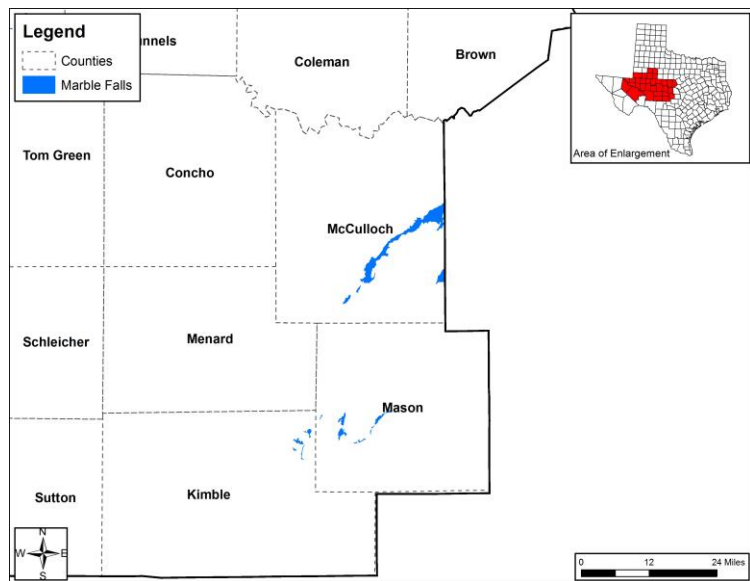 Legend
Counties
Marble Falls
Coleman
Brown
Area of Enlargement
Tom Green
Concho
McCulloch
Schleicher
Menard
Mason
Sutton
Kimble
N
W E
S
0 12 24 Miles